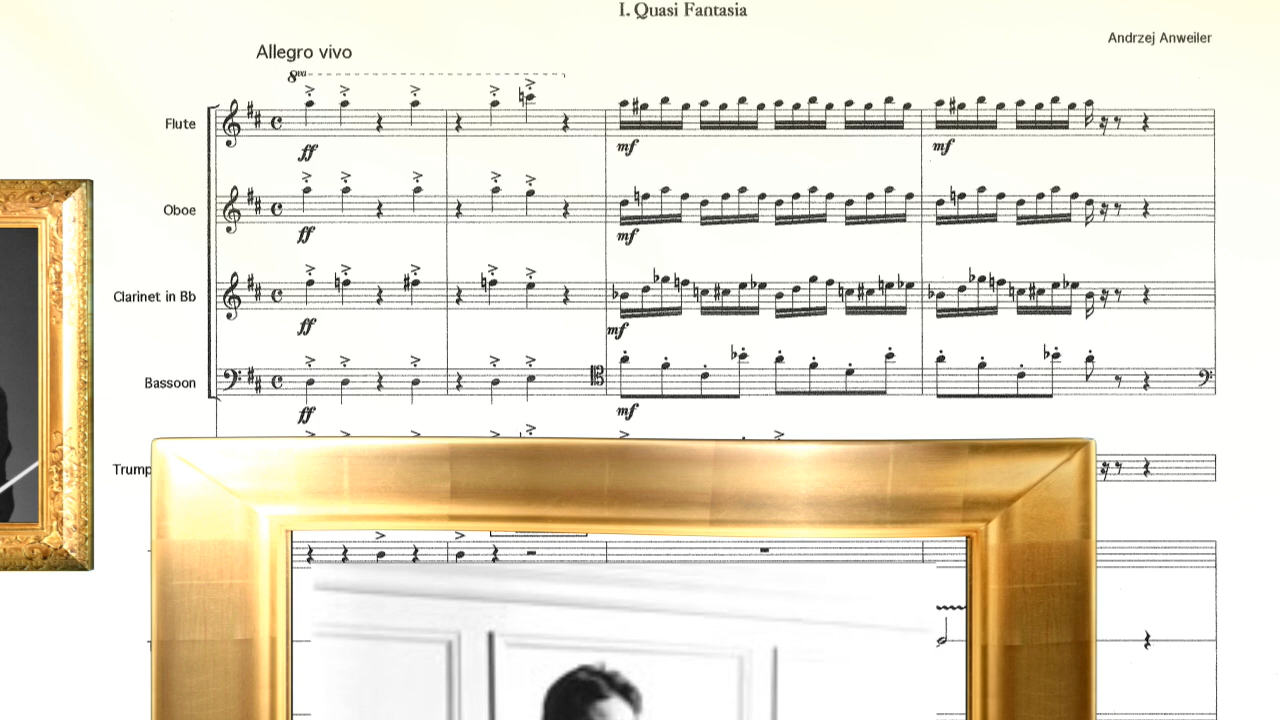 I. Quasi Fantasia
Andrzej Anweiler
Allegro vivo
8va
Flute
ff
mf
mf
Oboe
ff
mf
Clarinet in Bb
ff
mf
Bassoon
ff
mf